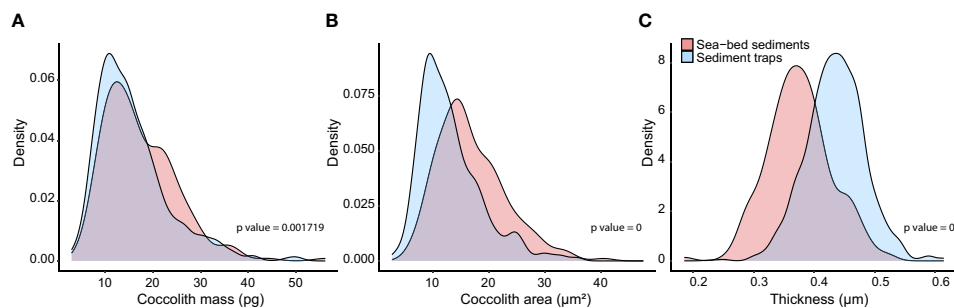 A
Density
0.06
0.04
0.02
0.00
p value = 0.001719
10 20 30 40 50
Coccolith mass (pg)
B
Density
0.075
0.050
0.025
0.000
p value = 0
10 20 30 40
Coccolith area (µm²)
C
Sea−bed sediments
Sediment traps
Density
8
6
4
2
0
p value = 0
0.2 0.3 0.4 0.5 0.6
Thickness (µm)